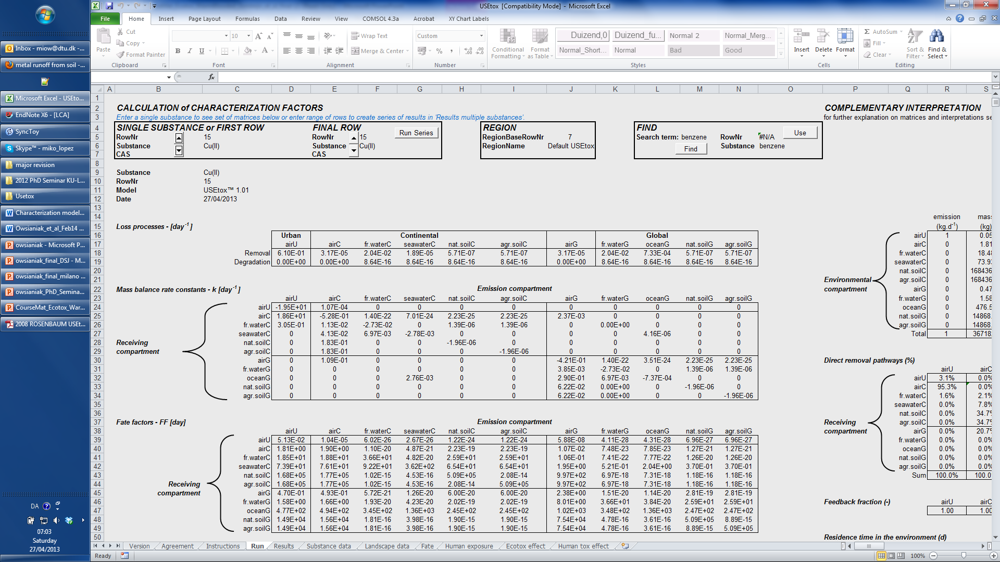 USEtox [Compatibility Mode] - Microsoft Excel
File Home Insert Page Layout Formulas Data Review View COMSOL 4.3a Acrobat XY Chart Labels
Inbox - miow@dtu.dk -...
metal runoff from soil -...
Microsoft Excel - USEto...
EndNote X6 - [LCA]
SyncToy
Skype™ - miko_lopez
major revision
2012 PhD Seminar KU-L...
Usetox
Characterization model...
Owsianiak_et_al_Feb14 ...
owsianiak - Microsoft P...
owsianiak_final_DSJ - M...
owsianiak_final_milano ...
owsianiak_PhD_Semina...
CourseMat_Ecotox_War...
2008 ROSENBAUM USEt...
DA
07:03
Saturday
27/04/2013
Paste Cut Copy Format Painter Clipboard
10 B I U A Font
Wrap Text Merge & Center Alignment
Custom % , Number
Conditional Formatting Format as Table
Duizend,0 Duizend_fu... Normal 2 Normal_Merg...
Normal_Short... Normal Bad Good
Styles
Insert Delete Format Cells
AutoSum Fill Clear Sort & Filter Find & Select Editing
fx
A B C D E F G H I J K L M N O P Q R S
1
2 CALCULATION of CHARACTERIZATION FACTORS COMPLEMENTARY INTERPRETATION
3 Enter a single substance to see set of matrices below or enter range of rows to create series of results in 'Results multiple substances'. for further explanation on matrices and interpretations se
4 SINGLE SUBSTANCE or FIRST ROW FINAL ROW Run Series REGION FIND
5 RowNr 15 RowNr 15 RegionBaseRowNr 7 Search term: benzene RowNr #N/A Use
6 Substance Cu(II) Substance Cu(II) RegionName Default USEtox Find Substance benzene
7 CAS CAS
8
9 Substance Cu(II)
10 RowNr 15
11 Model USEtox™ 1.01
12 Date 27/04/2013
13
14 emission mass
15 Loss processes - [day-1] (kg.d-1) (kg)
16 Urban Continental Global airU 1 0.05
17 airU airC fr.waterC seawaterC nat.soilC agr.soilC airG fr.waterG oceanG nat.soilG agr.soilG airC 0 1.81
18 Removal 6.10E-01 3.17E-05 2.04E-02 1.89E-05 5.71E-07 5.71E-07 3.17E-05 2.04E-02 7.33E-04 5.71E-07 5.71E-07 fr.waterC 0 18.48
19 Degradation 0.00E+00 0.00E+00 8.64E-16 8.64E-16 8.64E-16 8.64E-16 0.00E+00 8.64E-16 8.64E-16 8.64E-16 8.64E-16 seawaterC 0 73.93
20 nat.soilC 0 168436
21 Environmental agr.soilC 0 168436
22 Mass balance rate constants - k [day-1] Emission compartment compartment airG 0 0.47
23 airU airC fr.waterC seawaterC nat.soilC agr.soilC airG fr.waterG oceanG nat.soilG agr.soilG fr.waterG 0 1.58
24 airU -1.95E+01 1.07E-04 0 0 0 0 0 0 0 0 0 oceanG 0 476.5
25 airC 1.86E+01 -5.28E-01 1.40E-22 7.01E-24 2.23E-25 2.23E-25 2.37E-03 0 0 0 0 nat.soilG 0 14868.
26 fr.waterC 3.05E-01 1.13E-02 -2.73E-02 0 1.39E-06 1.39E-06 0 0.00E+00 0 0 0 agr.soilG 0 14868.
27 seawaterC 0 4.13E-02 6.97E-03 -2.78E-03 0 0 0 0 4.16E-06 0 0 Total 1 36718
28 Receiving nat.soilC 0 1.83E-01 0 0 -1.96E-06 0 0 0 0 0 0
29 compartment agr.soilC 0 1.83E-01 0 0 0 -1.96E-06 0 0 0 0 0
30 airG 0 1.09E-01 0 0 0 0 -4.21E-01 1.40E-22 3.51E-24 2.23E-25 2.23E-25 Direct removal pathways (%)
31 fr.waterG 0 0 0 0 0 0 3.85E-03 -2.73E-02 0 1.39E-06 1.39E-06 airU airC
32 oceanG 0 0 0 2.76E-03 0 0 2.90E-01 6.97E-03 -7.37E-04 0 0 airU 3.1% 0.0%
33 nat.soilG 0 0 0 0 0 0 6.22E-02 0.00E+00 0 -1.96E-06 0 airC 95.3% 0.0%
34 agr.soilG 0 0 0 0 0 0 6.22E-02 0.00E+00 0 0 -1.96E-06 fr.waterC 1.6% 2.1%
35 seawaterC 0.0% 7.8%
36 nat.soilC 0.0% 34.7%
37 Fate factors - FF [day] Emission compartment Receiving agr.soilC 0.0% 34.7%
38 airU airC fr.waterC seawaterC nat.soilC agr.soilC airG fr.waterG oceanG nat.soilG agr.soilG compartment airG 0.0% 20.7%
39 airU 5.13E-02 1.04E-05 6.02E-26 2.67E-26 1.22E-24 1.22E-24 5.88E-08 4.11E-28 4.31E-28 6.96E-27 6.96E-27 fr.waterG 0.0% 0.0%
40 airC 1.81E+00 1.90E+00 1.10E-20 4.87E-21 2.23E-19 2.23E-19 1.07E-02 7.48E-23 7.85E-23 1.27E-21 1.27E-21 oceanG 0.0% 0.0%
41 fr.waterC 1.85E+01 1.88E+01 3.66E+01 4.82E-20 2.59E+01 2.59E+01 1.06E-01 7.41E-22 7.77E-22 1.26E-20 1.26E-20 nat.soilG 0.0% 0.0%
42 seawaterC 7.39E+01 7.61E+01 9.22E+01 3.62E+02 6.54E+01 6.54E+01 1.95E+00 5.21E-01 2.04E+00 3.70E-01 3.70E-01 agr.soilG 0.0% 0.0%
43 nat.soilC 1.68E+05 1.77E+05 1.02E-15 4.53E-16 5.09E+05 2.08E-14 9.97E+02 6.97E-18 7.31E-18 1.18E-16 1.18E-16 Sum 100.0% 100.0
44 Receiving agr.soilC 1.68E+05 1.77E+05 1.02E-15 4.53E-16 2.08E-14 5.09E+05 9.97E+02 6.97E-18 7.31E-18 1.18E-16 1.18E-16
45 compartment airG 4.70E-01 4.93E-01 5.72E-21 1.26E-20 6.00E-20 6.00E-20 2.38E+00 1.51E-20 1.14E-20 2.81E-19 2.81E-19
46 fr.waterG 1.58E+00 1.66E+00 1.93E-20 4.23E-20 2.02E-19 2.02E-19 8.01E+00 3.66E+01 3.84E-20 2.59E+01 2.59E+01 Feedback fraction (-) airU airC
47 oceanG 4.77E+02 4.94E+02 3.45E+02 1.36E+03 2.45E+02 2.45E+02 1.02E+03 3.48E+02 1.36E+03 2.47E+02 2.47E+02 1.00 1.00
48 nat.soilG 1.49E+04 1.56E+04 1.81E-16 3.98E-16 1.90E-15 1.90E-15 7.54E+04 4.78E-16 3.61E-16 5.09E+05 8.89E-15
49 agr.soilG 1.49E+04 1.56E+04 1.81E-16 3.98E-16 1.90E-15 1.90E-15 7.54E+04 4.78E-16 3.61E-16 8.89E-15 5.09E+05
50 Residence time in the environment (d)
Version Agreement Instructions Run Results Substance data Landscape data Fate Human exposure Ecotox effect Human tox effect
Ready 100%